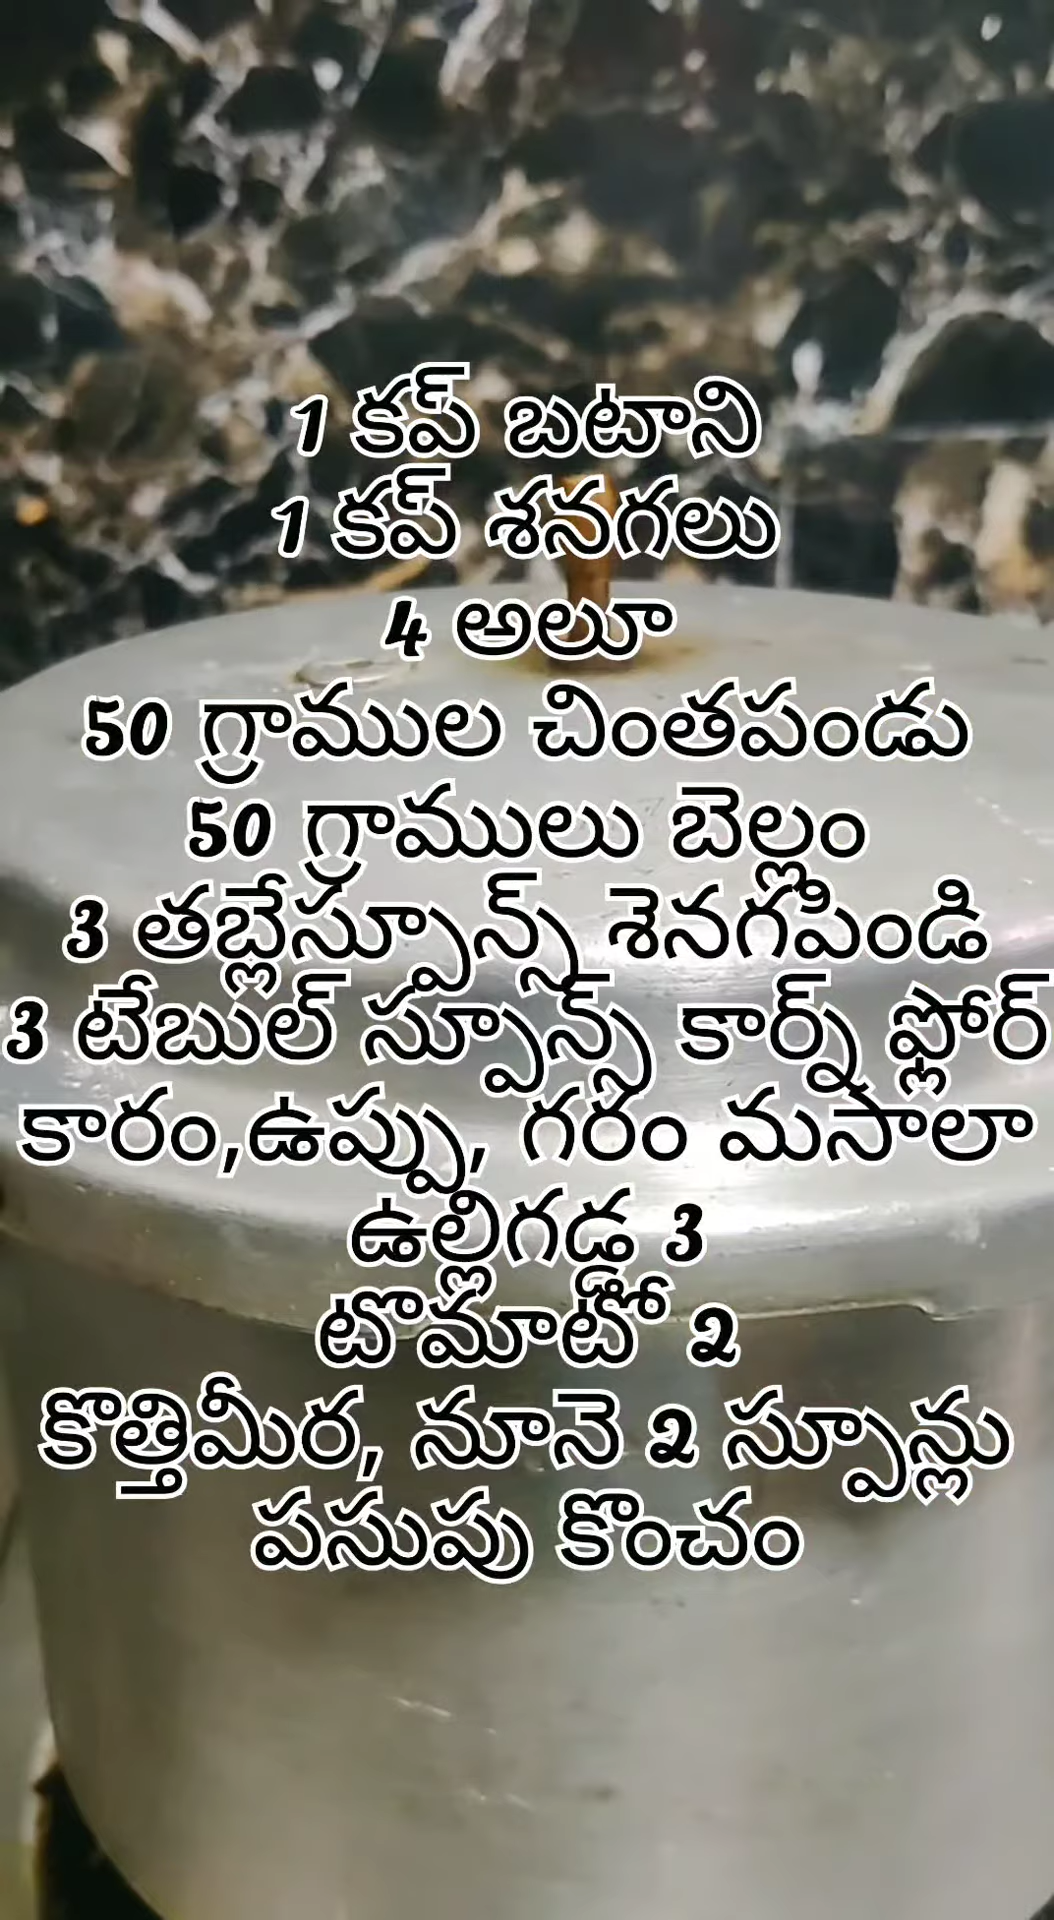 1 కప్ బటాని
1 కప్ శనగలు
4 అలూ
50 గ్రాముల చింతపండు
50 గ్రాములు బెల్లం
3 తబ్లేస్పూన్స్ శెనగపిండి
3 టేబుల్ స్పూన్స్ కార్న్ ఫ్లోర్
కారం,ఉప్పు, గరం మసాలా
ఉల్లిగడ్డ 3
టొమాటో 2
కొత్తిమీర, నూనె 2 స్పూన్లు
పసుపు కొంచం